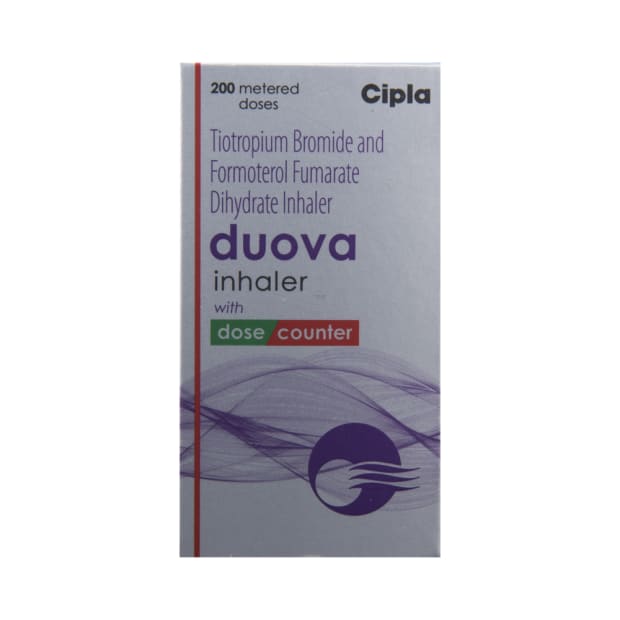 200 metered
doses
Cipla
Tiotropium Bromide and
Formoterol Fumarate
Dihydrate Inhaler
duova
inhaler
with
dose counter